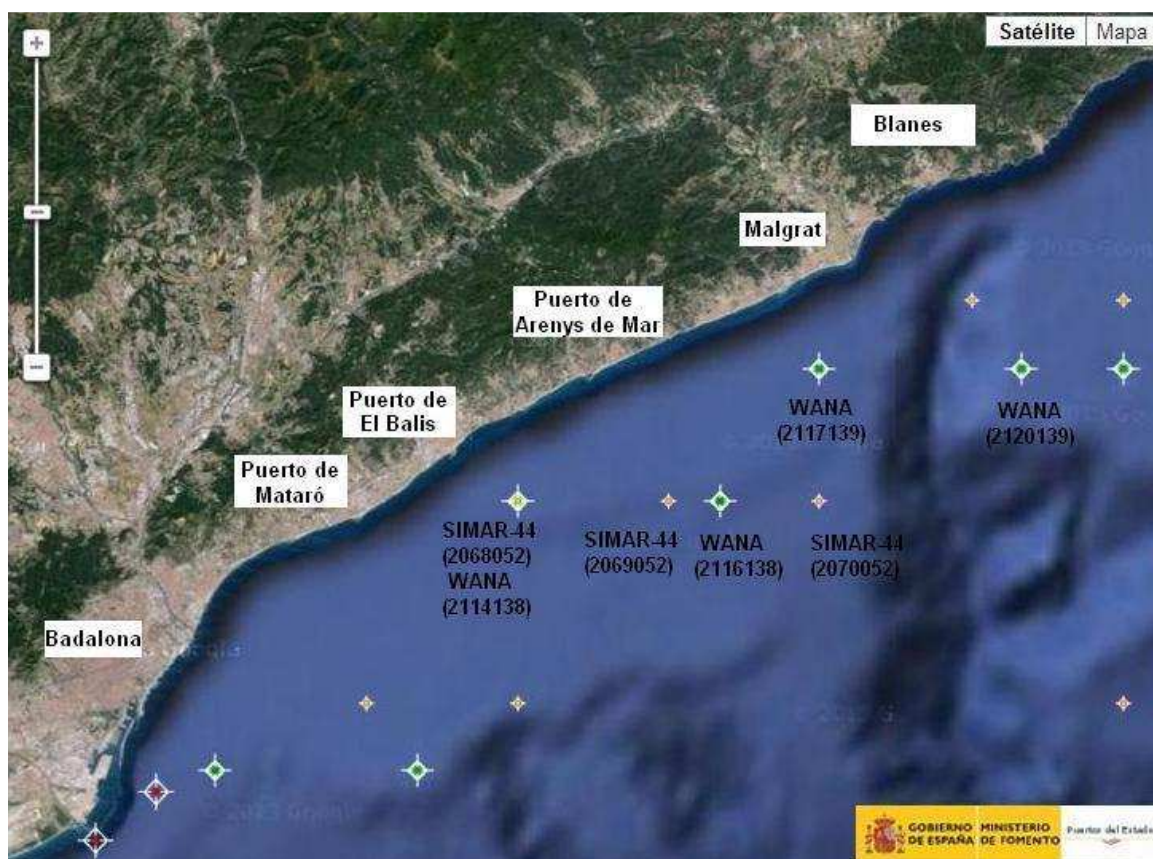 Satélite Mapa
Blanes
Malgrat
Puerto de
Arenys de Mar
Puerto de
El Balis
Puerto de
Mataró
Badalona
WANA
(2117139)
WANA
(2120139)
SIMAR-44
(2068052)
WANA
(2114138)
SIMAR-44
(2069052)
WANA
(2116138)
SIMAR-44
(2070052)
GOBIERNO
DE ESPAÑA
MINISTERIO
DE FOMENTO
Puertos del Estado